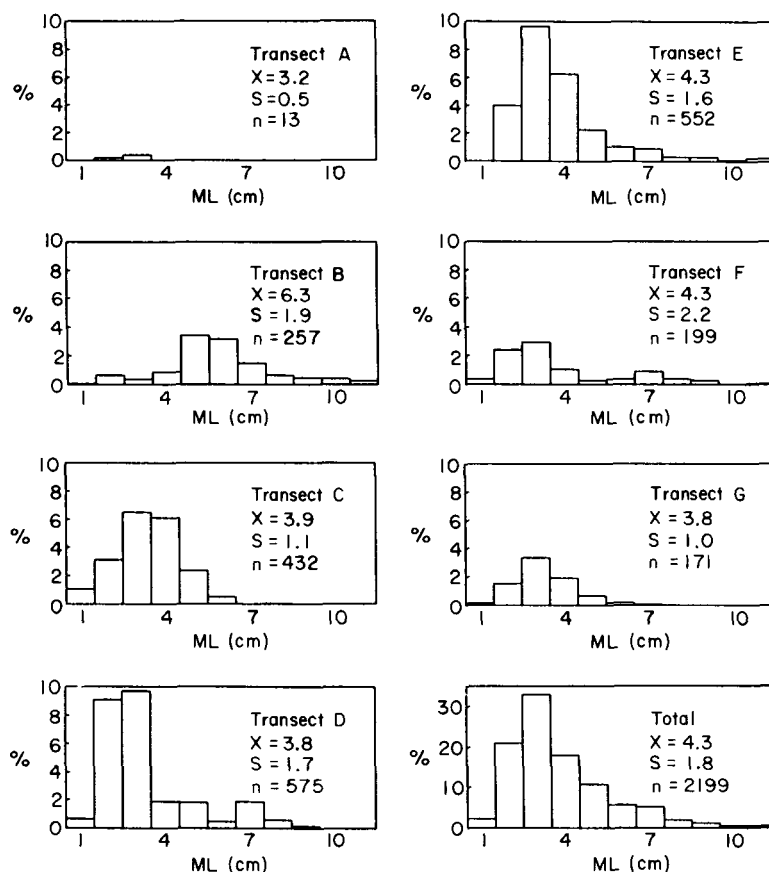 10
8
6
4
2
0
%
Transect A
X = 3.2
S = 0.5
n = 13
1 4 7 10
ML (cm)
10
8
6
4
2
0
%
Transect B
X = 6.3
S = 1.9
n = 257
1 4 7 10
ML (cm)
10
8
6
4
2
0
%
Transect C
X = 3.9
S = 1.1
n = 432
1 4 7 10
ML (cm)
10
8
6
4
2
0
%
Transect D
X = 3.8
S = 1.7
n = 575
1 4 7 10
ML (cm)
10
8
6
4
2
0
%
Transect E
X = 4.3
S = 1.6
n = 552
1 4 7 10
ML (cm)
10
8
6
4
2
0
%
Transect F
X = 4.3
S = 2.2
n = 199
1 4 7 10
ML (cm)
10
8
6
4
2
0
%
Transect G
X = 3.8
S = 1.0
n = 171
1 4 7 10
ML (cm)
30
20
10
0
%
Total
X = 4.3
S = 1.8
n = 2199
1 4 7 10
ML (cm)